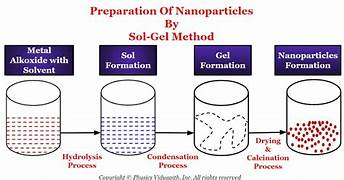 Preparation Of Nanoparticles
By
Sol-Gel Method
Metal
Alkoxide with
Solvent
Sol
Formation
Gel
Formation
Nanoparticles
Formation
Hydrolysis
Process
Condensation
Process
Drying
&
Calcination
Process
Copyright © Physics Vidyapith, Inc. All Rights Reserved